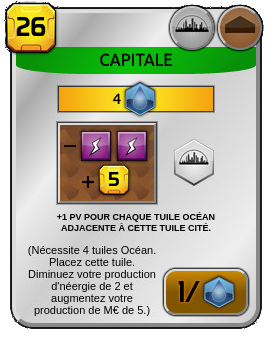 26
CAPITALE
4
–
+ 5
+1 PV POUR CHAQUE TUILE OCÉAN
ADJACENTE À CETTE TUILE CITÉ.
(Nécessite 4 tuiles Océan.
Placez cette tuile.
Diminuez votre production
d'néergie de 2 et
augmentez votre
production de M€ de 5.)
1/